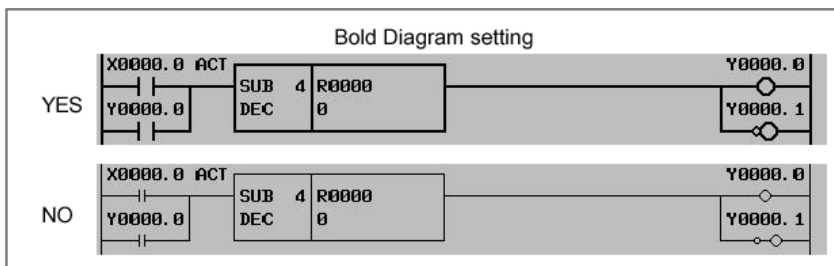 Bold Diagram setting
YES
X0000.0 ACT Y0000.0
SUB 4 R0000
Y0000.0 DEC 0 Y0000.1
NO
X0000.0 ACT Y0000.0
SUB 4 R0000
Y0000.0 DEC 0 Y0000.1